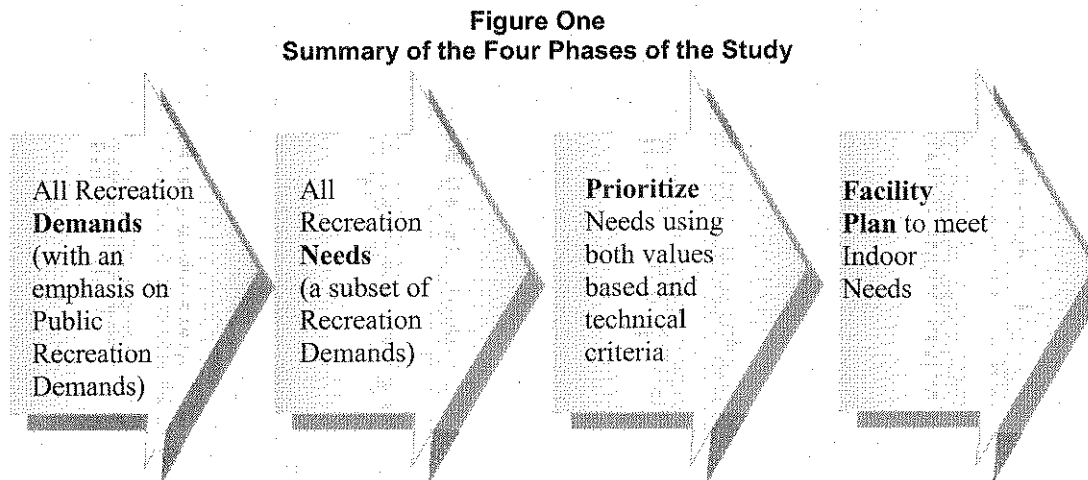 Figure One
Summary of the Four Phases of the Study
All Recreation
Demands
(with an
emphasis on
Public
Recreation
Demands)
All
Recreation
Needs
(a subset of
Recreation
Demands)
Prioritize
Needs using
both values
based and
technical
criteria
Facility
Plan to meet
Indoor
Needs